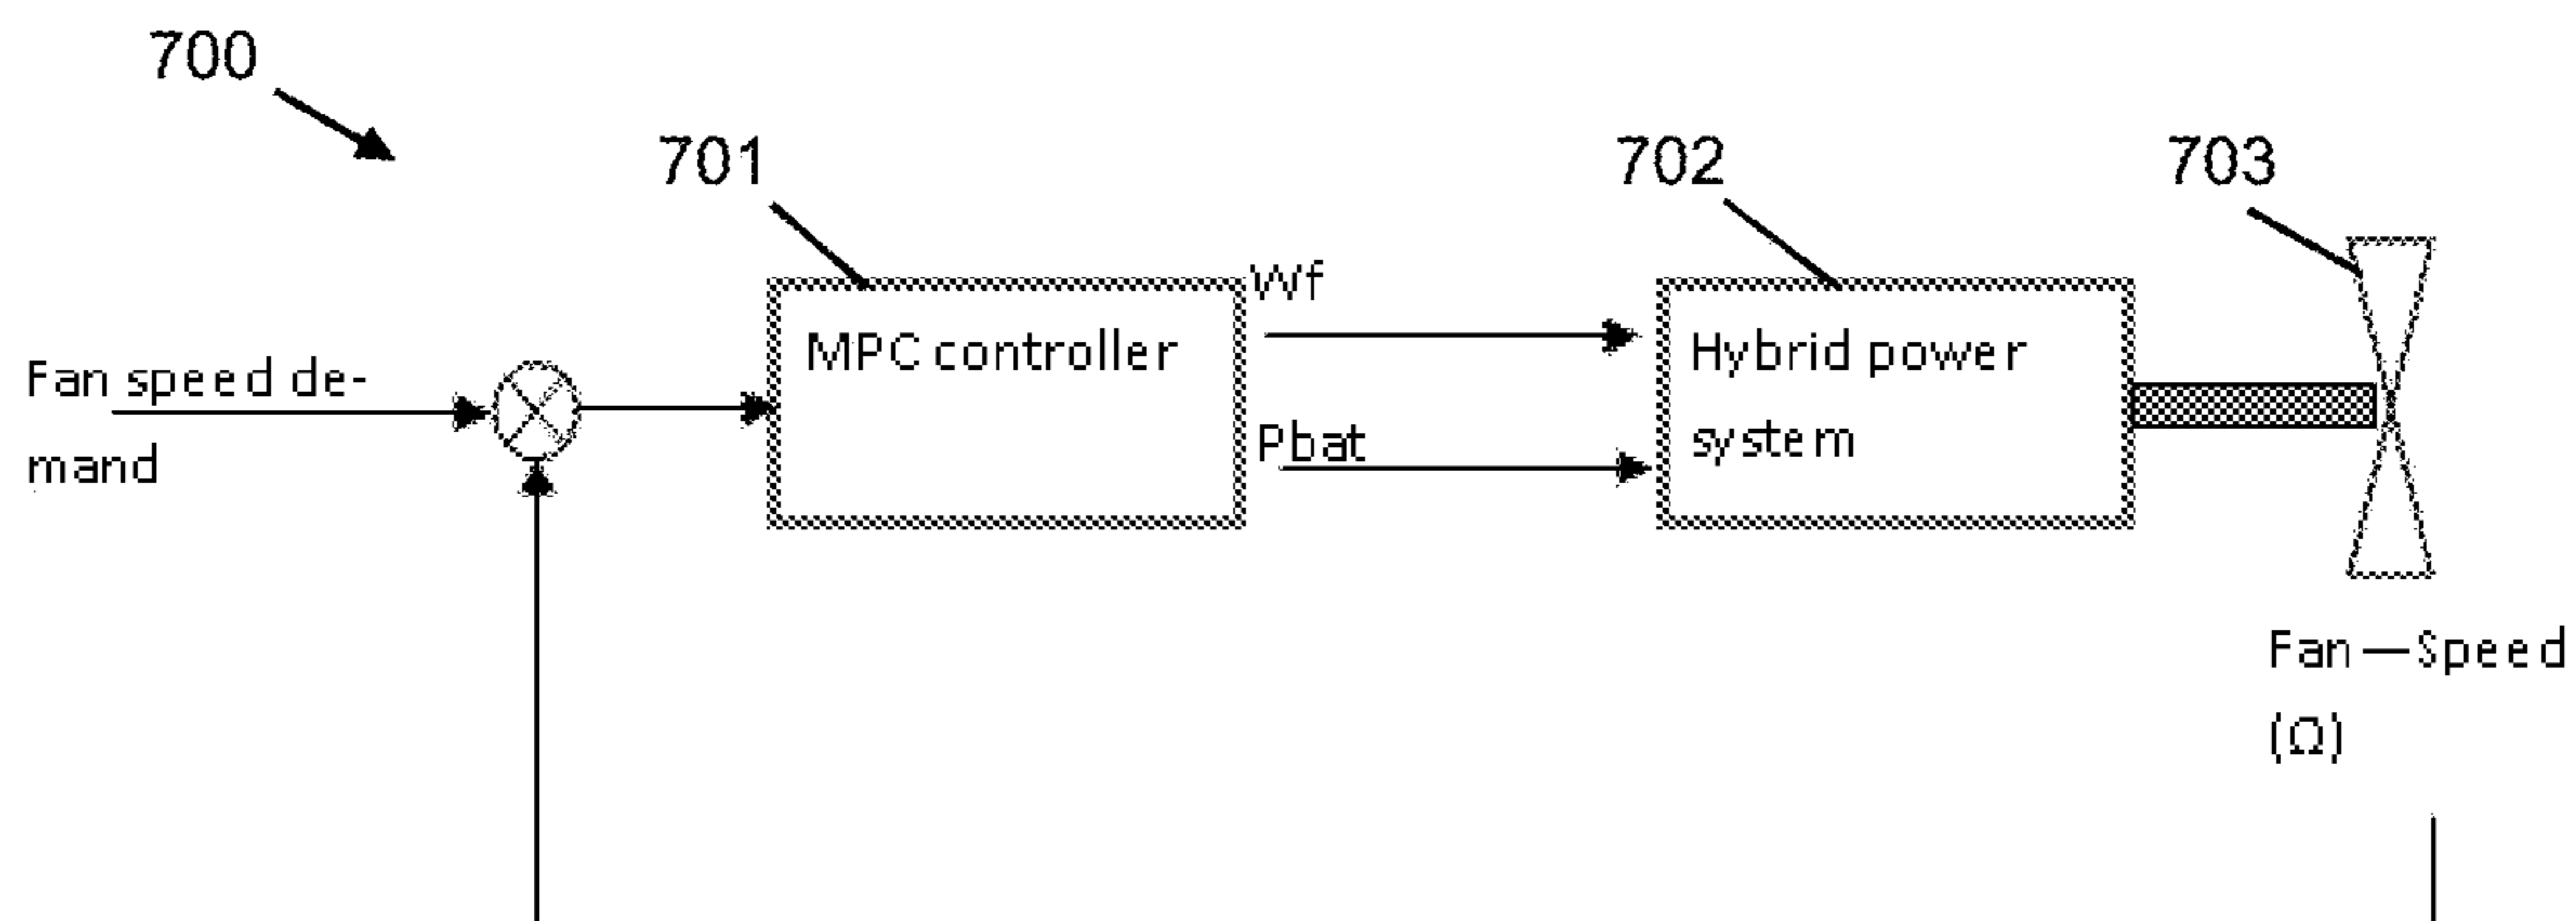 700
701
702
703
Wf
MPC controller
Hybrid power
Fan speed de-
Pbat
system
mand
Fan—Speed
(Ω)